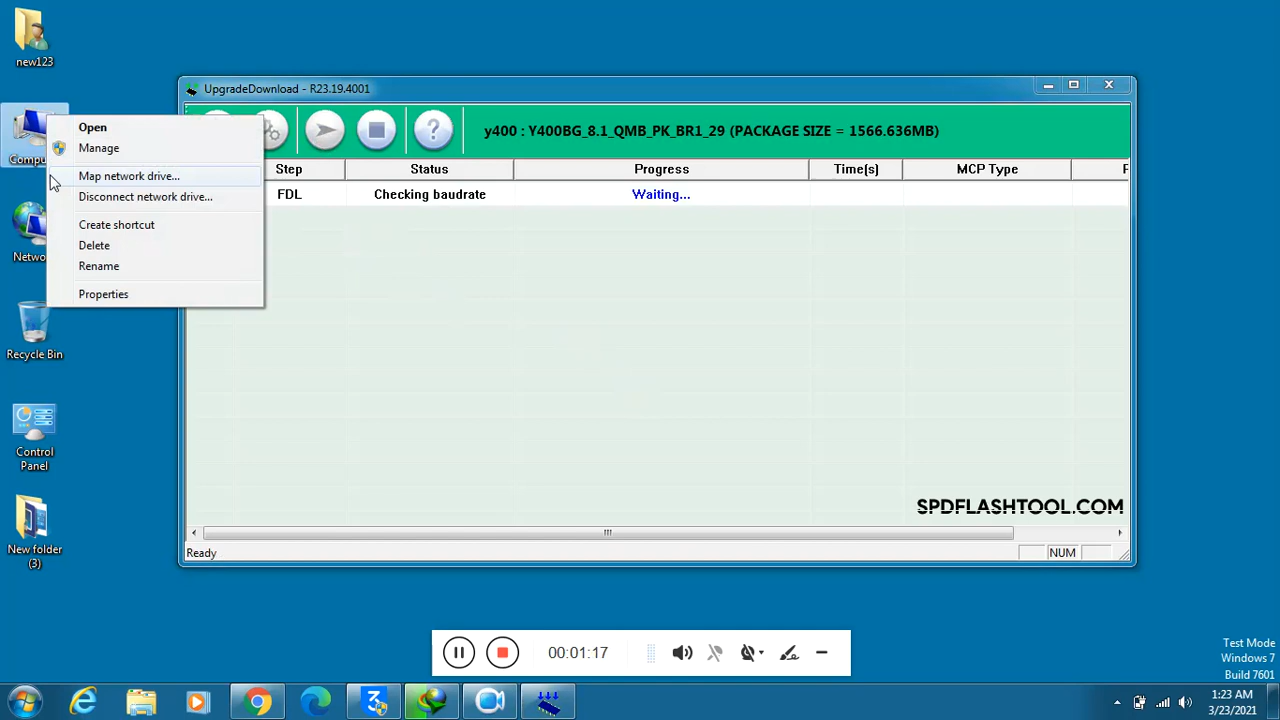 new123
UpgradeDownload - R23.19.4001
Open
y400 : Y400BG_8.1_QMB_PK_BR1_29 (PACKAGE SIZE = 1566.636MB)
Manage
Step Status Progress Time(s) MCP Type
Map network drive...
FDL Checking baudrate Waiting...
Disconnect network drive...
Create shortcut
Delete
Rename
Properties
Recycle Bin
Control
Panel
SPDFLASHTOOL.COM
New folder
(3)
Ready NUM
00:01:17
Test Mode
Windows 7
Build 7601
1:23 AM
3/23/2021